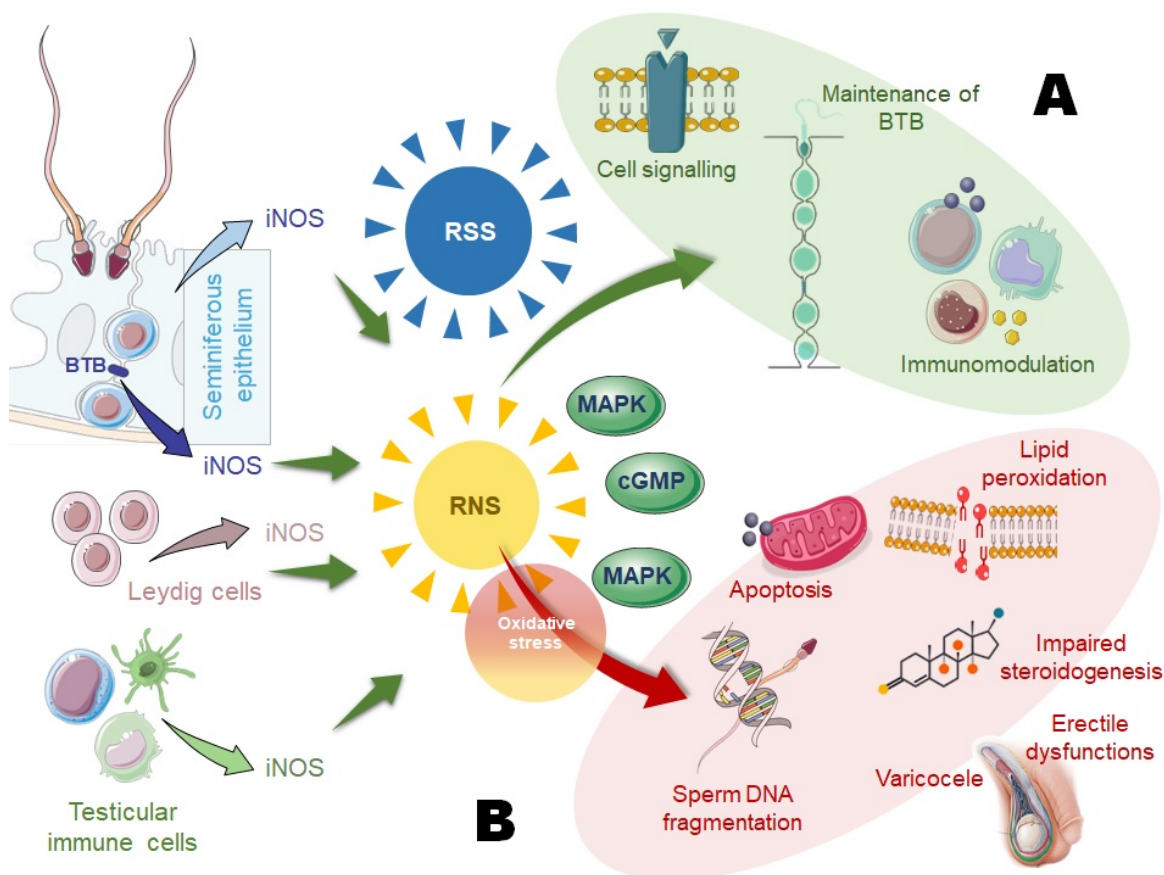 A
Cell signalling
Maintenance of
BTB
Immunomodulation
iNOS
RSS
Seminiferous
epithelium
BTB
iNOS
RNS
MAPK
cGMP
MAPK
Oxidative
stress
iNOS
Leydig cells
iNOS
Testicular
immune cells
B
Lipid
peroxidation
Apoptosis
Impaired
steroidogenesis
Erectile
dysfunctions
Varicocele
Sperm DNA
fragmentation